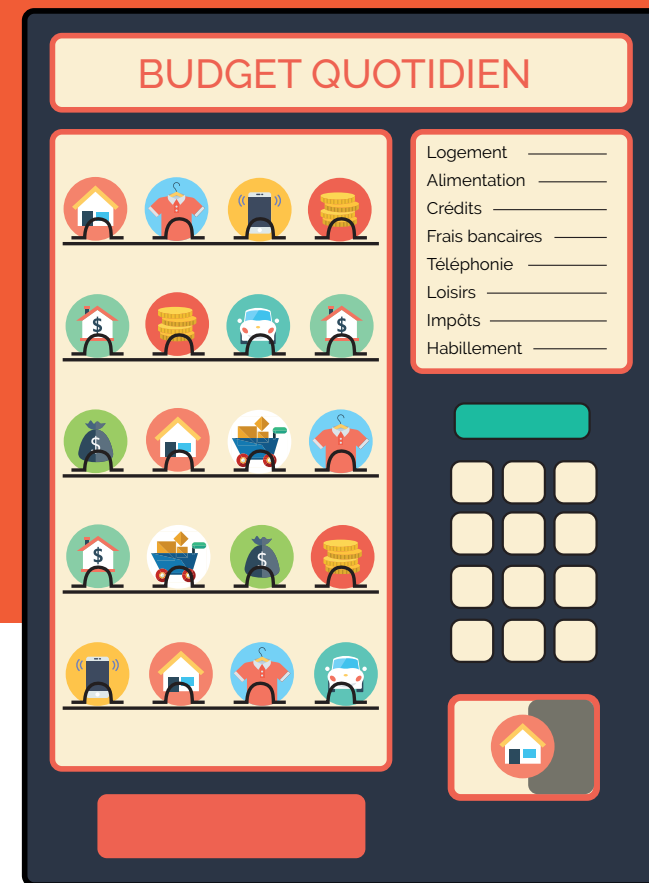 BUDGET QUOTIDIEN
Logement
Alimentation
Crédits
Frais bancaires
Téléphonie
Loisirs
Impôts
Habillement
$
$
$
$
$